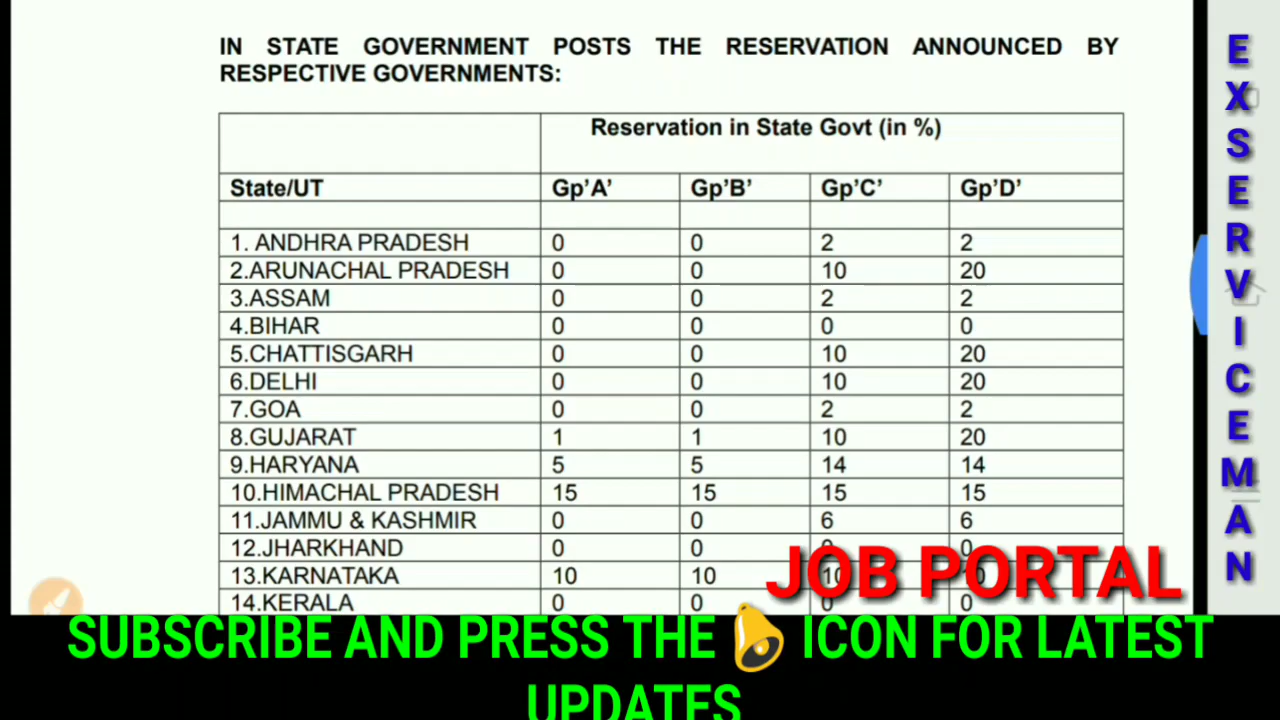 IN STATE GOVERNMENT POSTS THE RESERVATION ANNOUNCED BY
RESPECTIVE GOVERNMENTS:
Reservation in State Govt (in %)
State/UT Gp’A’ Gp’B’ Gp’C’ Gp’D’
1. ANDHRA PRADESH 0 0 2 2
2.ARUNACHAL PRADESH 0 0 10 20
3.ASSAM 0 0 2 2
4.BIHAR 0 0 0 0
5.CHATTISGARH 0 0 10 20
6.DELHI 0 0 10 20
7.GOA 0 0 2 2
8.GUJARAT 1 1 10 20
9.HARYANA 5 5 14 14
10.HIMACHAL PRADESH 15 15 15 15
11.JAMMU & KASHMIR 0 0 6 6
12.JHARKHAND 0 0 0
13.KARNATAKA 10 10
14.KERALA 0 0 0
JOB PORTAL
EXSERVICEMAN
SUBSCRIBE AND PRESS THE ICON FOR LATEST
UPDATES